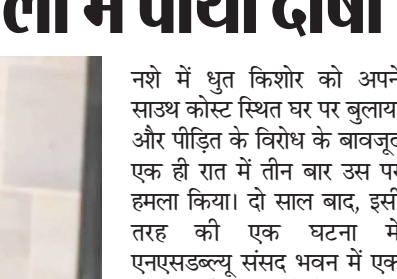 लों में पाया दोषी
नशे में धुत किशोर को अपने
साउथ कोस्ट स्थित घर पर बुलाया
और पीड़ित के विरोध के बावजूद
एक ही रात में तीन बार उस पर
हमला किया। दो साल बाद, इसी
तरह की एक घटना में
एनएसडब्ल्यू संसद भवन में एक